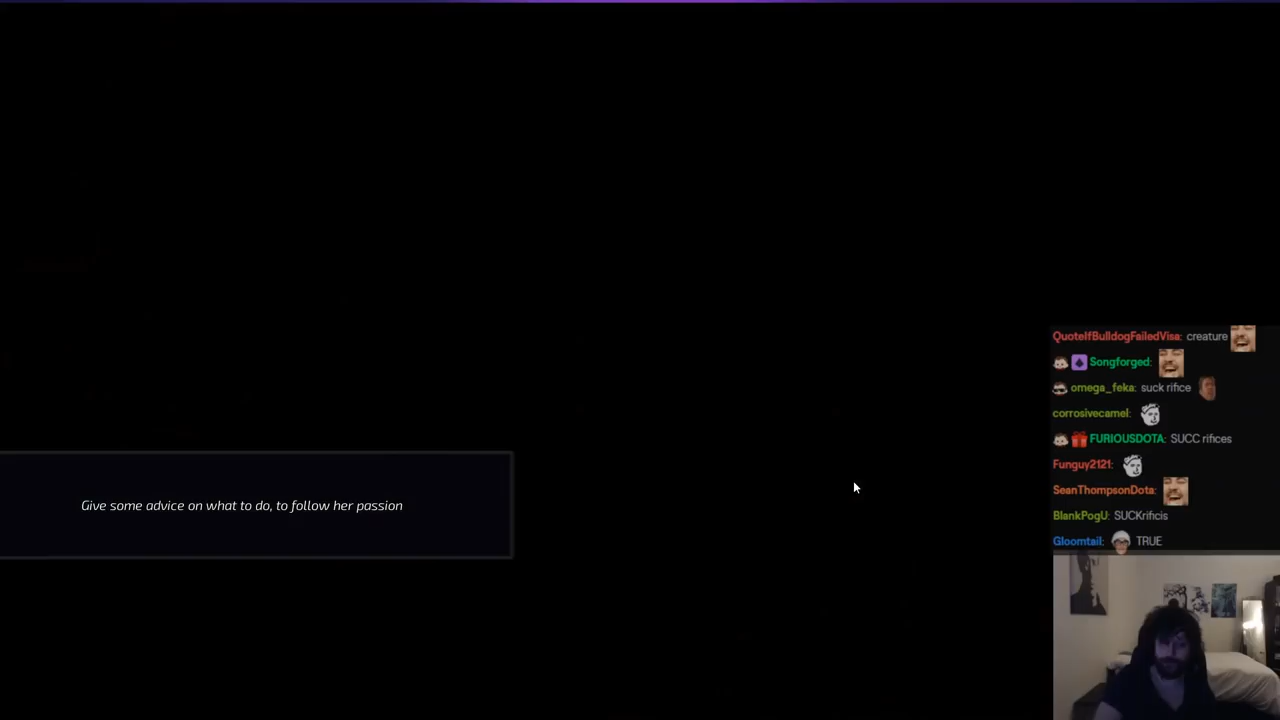 QuoteIfBulldogFailedVisa: creature
Songforged:
omega_feka: suck rifice
corrosivecamel:
FURIOUSDOTA: SUCC rifices
Funguy2121:
SeanThompsonDota:
BlankPogU: SUCKrificis
Gloomtail: TRUE
Give some advice on what to do, to follow her passion